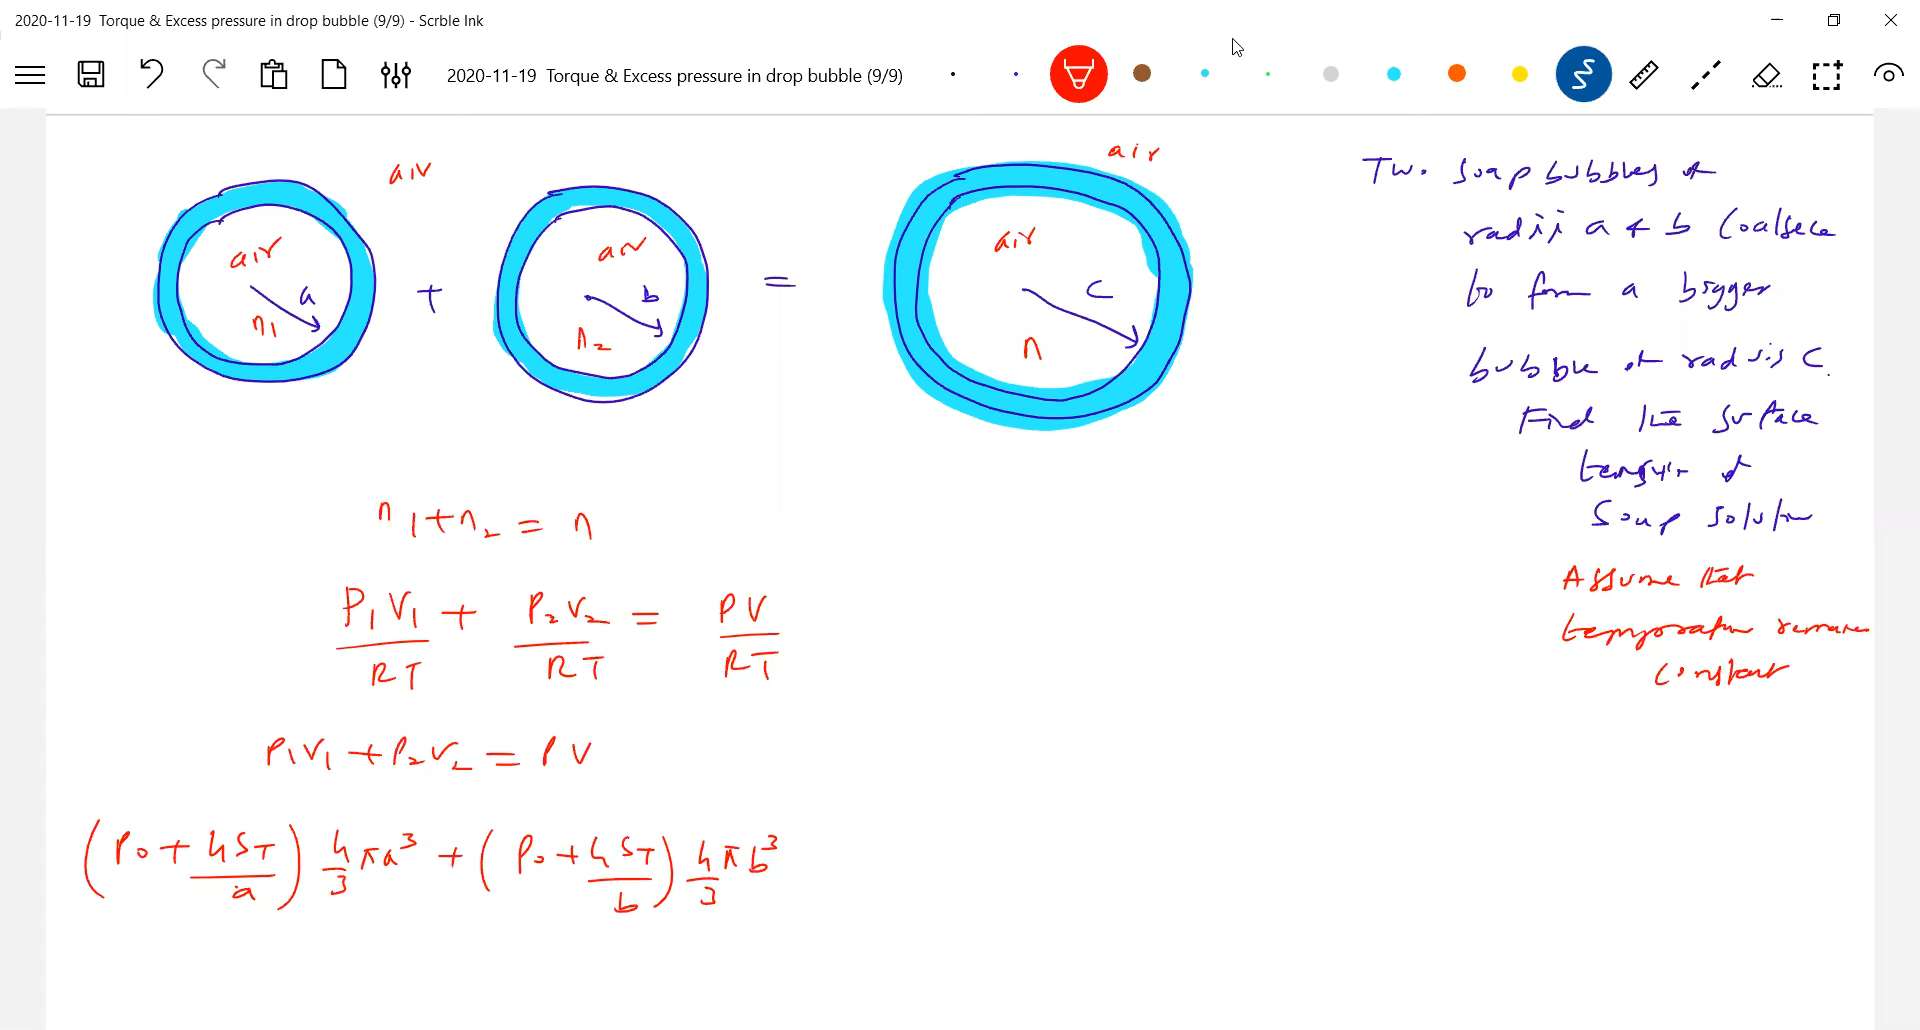 2020-11-19 Torque & Excess pressure in drop bubble (9/9) - Scrble Ink
2020-11-19 Torque & Excess pressure in drop bubble (9/9)
air
air
a
n1
+
air
b
n2
=
air
air
c
n
Two soap bubbles of
radii a & b Coalsece
to form a bigger
bubble of radius C.
Find the surface
tension of
Soap solution
Assume that
temperature remains
constant
n1 + n2 = n
P1V1/RT + P2V2/RT = PV/RT
P1V1 + P2V2 = PV
(P0 + 4ST/a) 4/3 πa³ + (P0 + 4ST/b) 4/3 πb³